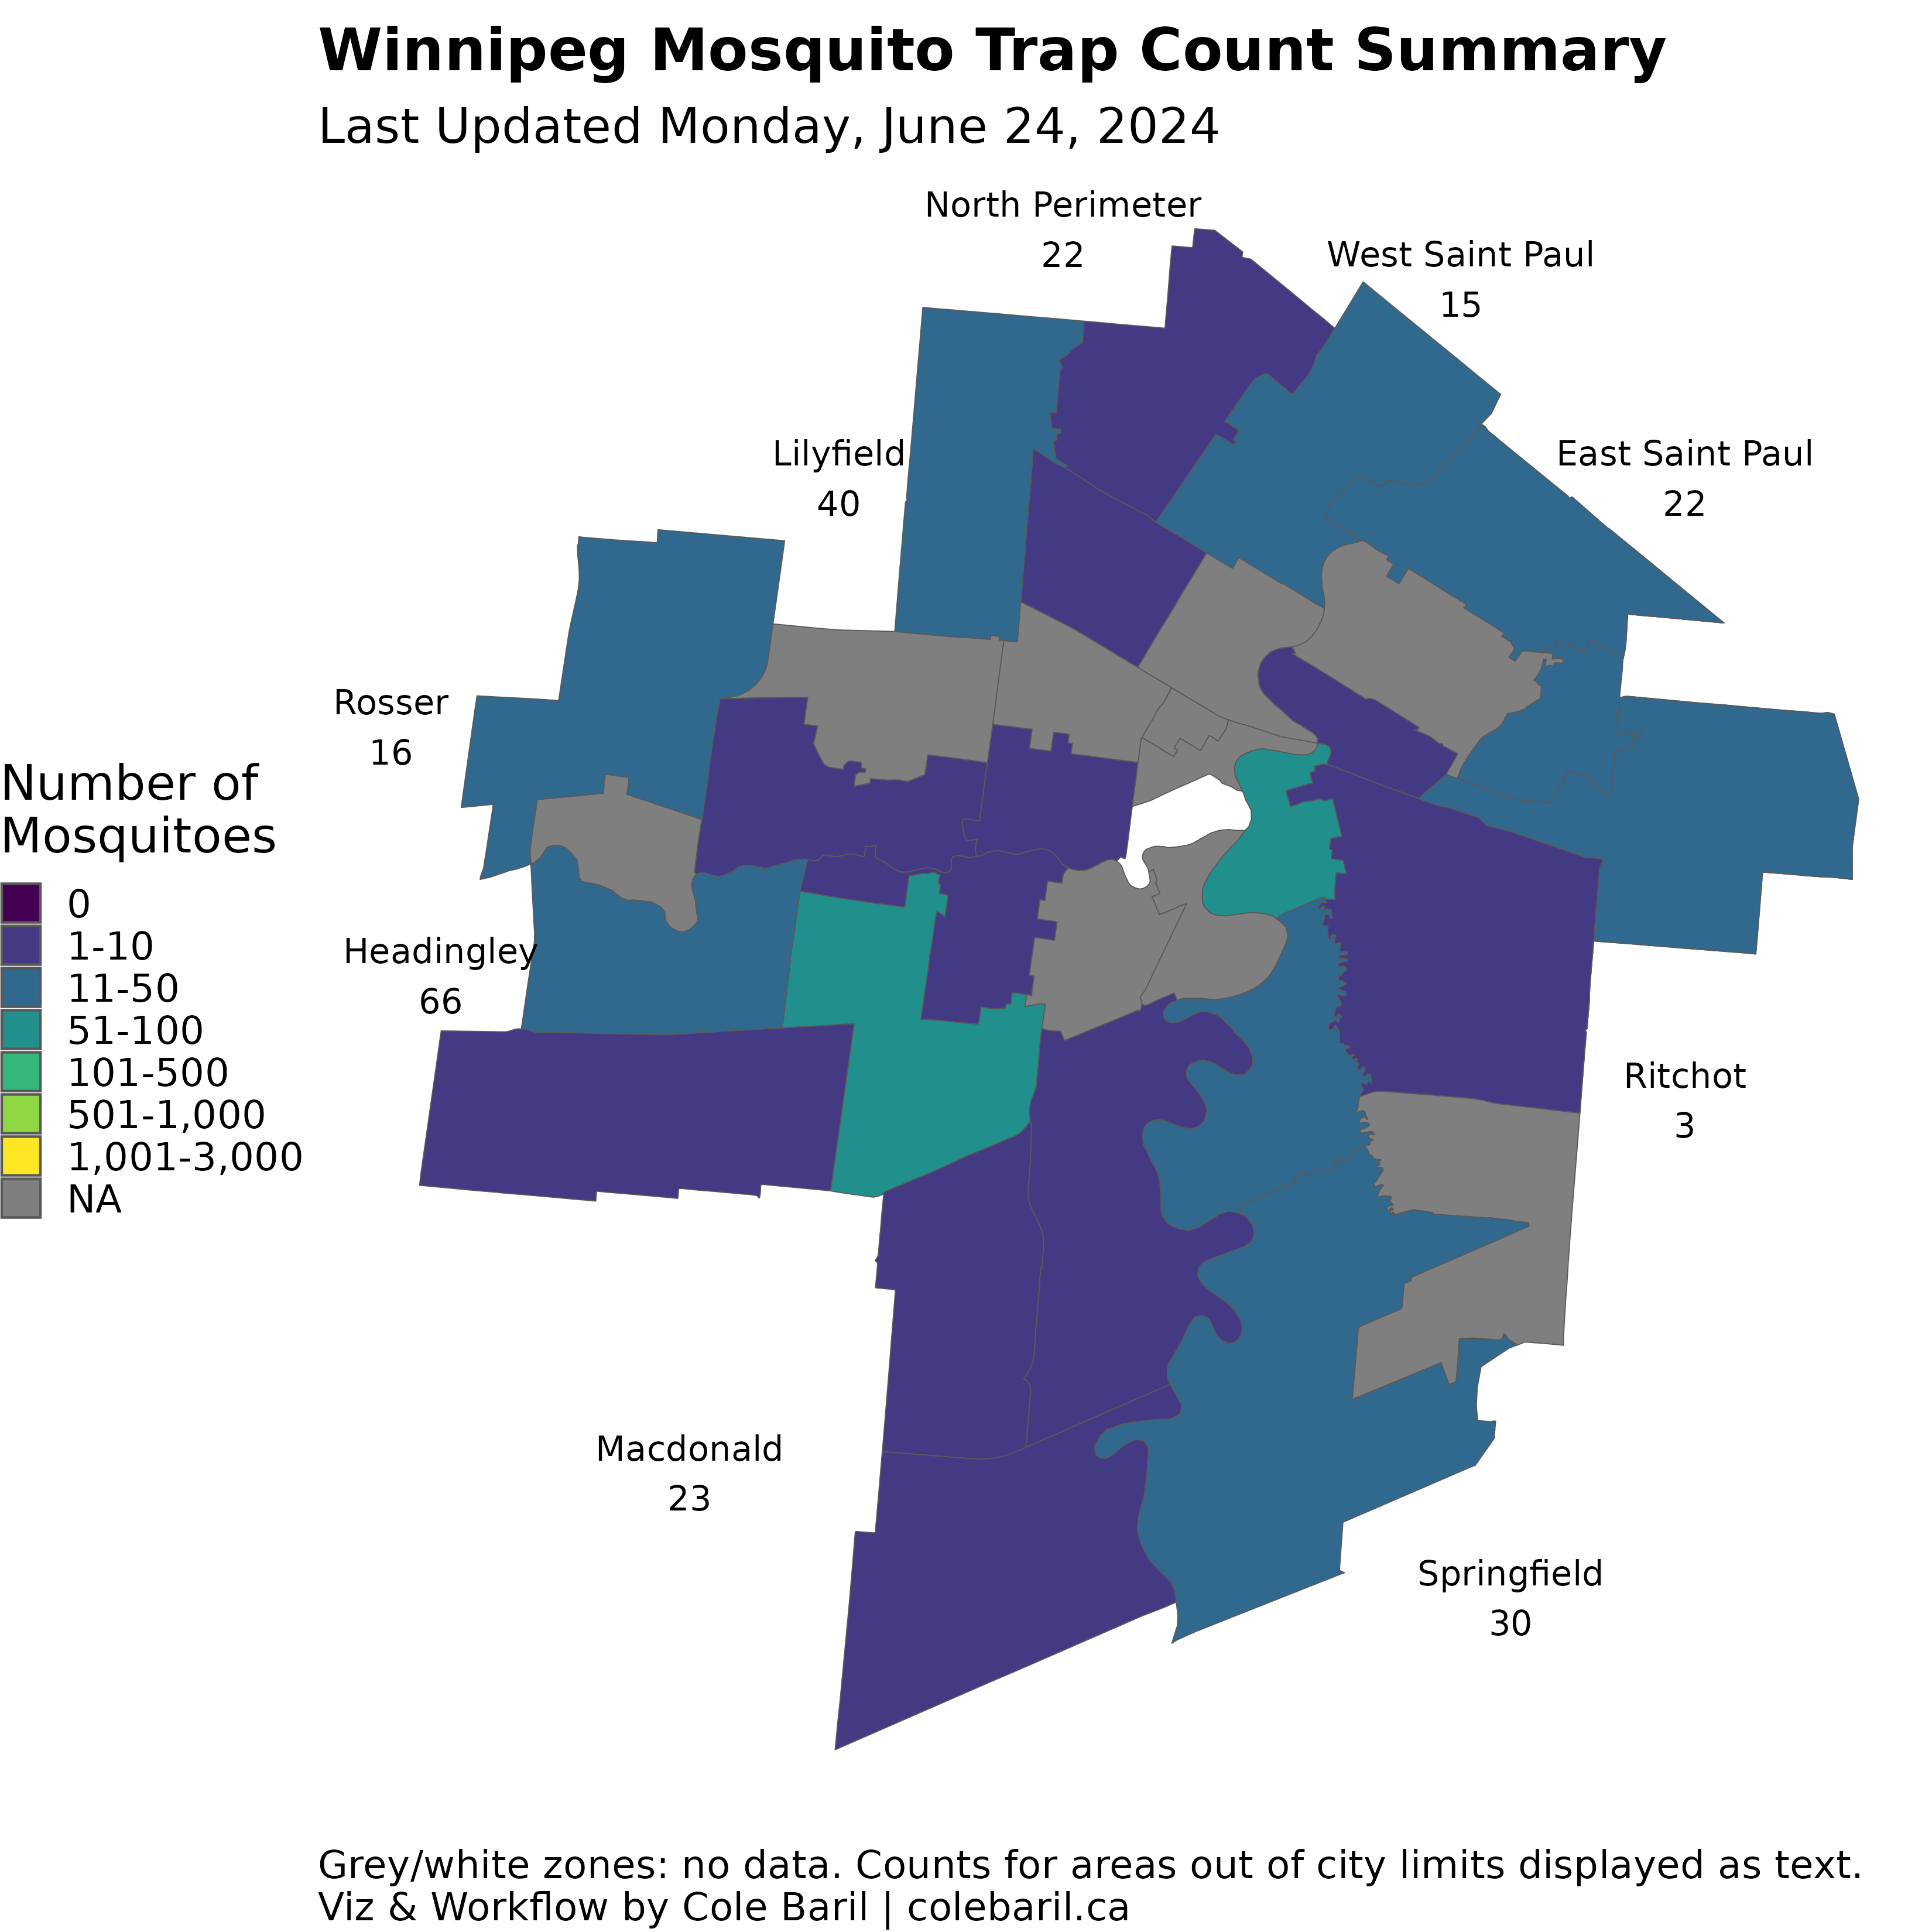 Winnipeg Mosquito Trap Count Summary
Last Updated Monday, June 24, 2024
North Perimeter
22
West Saint Paul
15
Lilyfield
40
East Saint Paul
22
Rosser
16
Headingley
66
Ritchot
3
Macdonald
23
Springfield
30
Number of
Mosquitoes
0
1-10
11-50
51-100
101-500
501-1,000
1,001-3,000
NA
Grey/white zones: no data. Counts for areas out of city limits displayed as text.
Viz & Workflow by Cole Baril | colebaril.ca